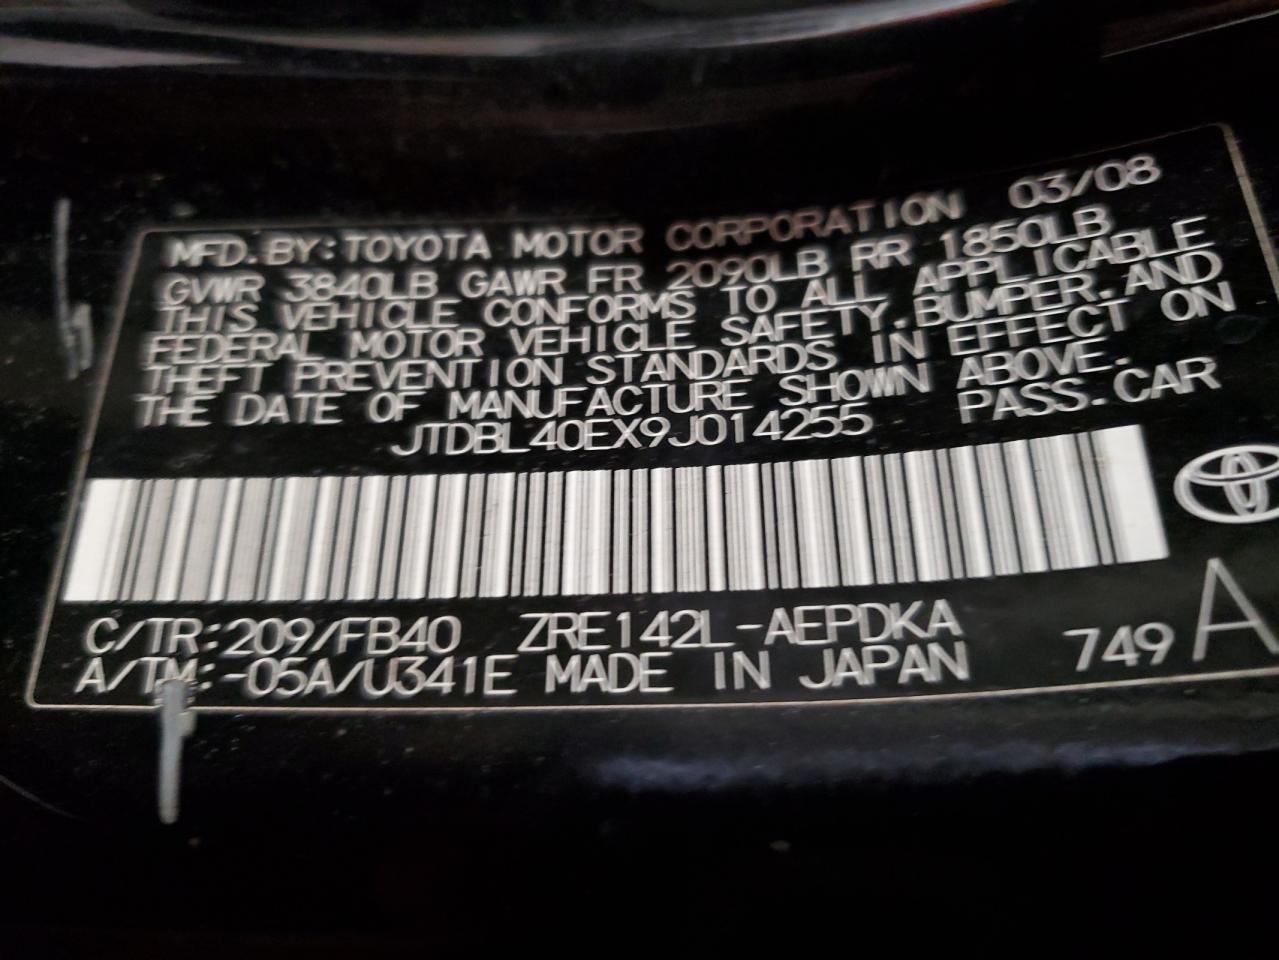 MFD. BY: TOYOTA MOTOR CORPORATION 03/08
GVWR 3840LB GAWR FR 2090LB RR 1850LB
THIS VEHICLE CONFORMS TO ALL APPLICABLE
FEDERAL MOTOR VEHICLE SAFETY, BUMPER, AND
THEFT PREVENTION STANDARDS IN EFFECT ON
THE DATE OF MANUFACTURE SHOWN ABOVE.
JTDBL40EX9J014255 PASS. CAR
C/TR: 209/FB40 ZRE142L-AEPDKA
A/TM: -05A/U341E MADE IN JAPAN 749 A